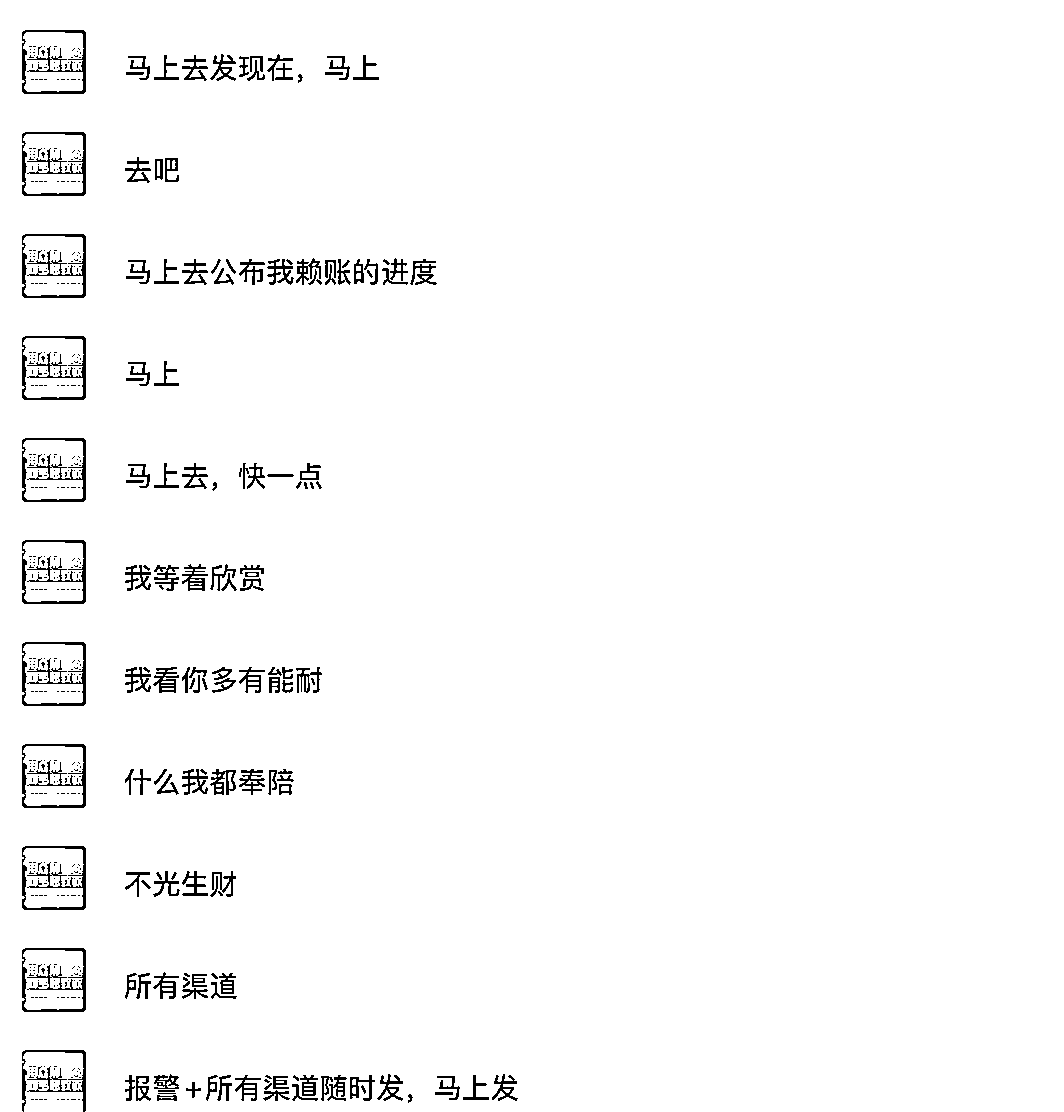 马上去发现在，马上
去吧
马上去公布我赖账的进度
马上
马上去，快一点
我等着欣赏
我看你多有能耐
什么我都奉陪
不光生财
所有渠道
报警+所有渠道随时发，马上发